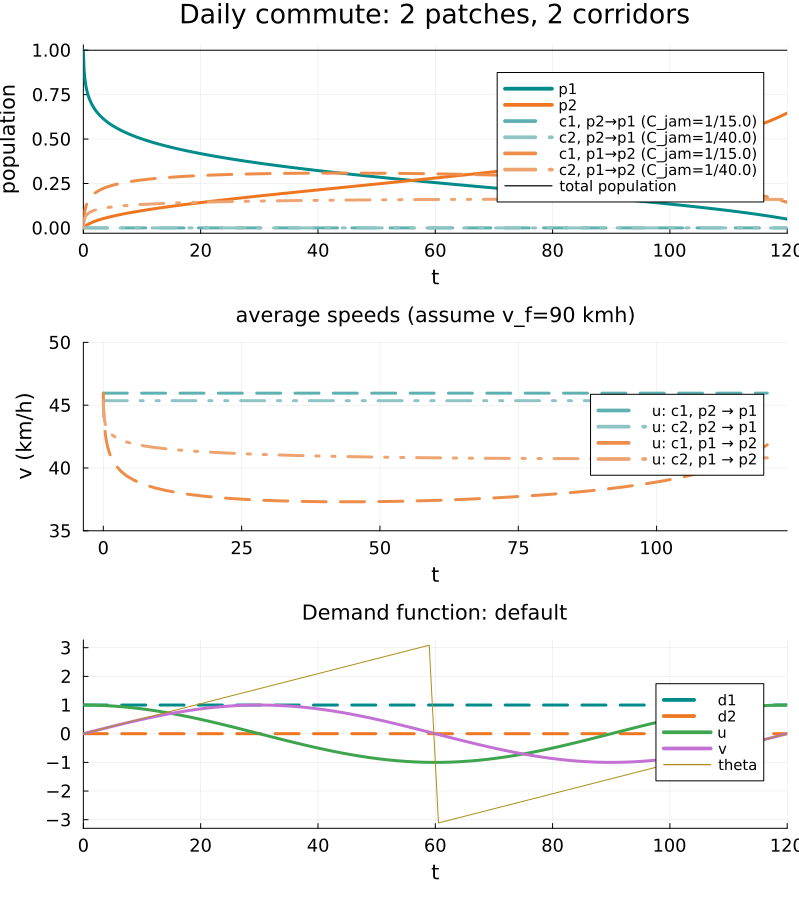 Daily commute: 2 patches, 2 corridors
1.00
0.75
0.50
0.25
0.00
population
p1
p2
c1, p2→p1 (C_jam=1/15.0)
c2, p2→p1 (C_jam=1/40.0)
c1, p1→p2 (C_jam=1/15.0)
c2, p1→p2 (C_jam=1/40.0)
total population
0 20 40 60 80 100 120
t
average speeds (assume v_f=90 kmh)
50
45
40
35
v (km/h)
u: c1, p2 → p1
u: c2, p2 → p1
u: c1, p1 → p2
u: c2, p1 → p2
0 25 50 75 100
t
Demand function: default
3
2
1
0
−1
−2
−3
d1
d2
u
v
theta
0 20 40 60 80 100 120
t